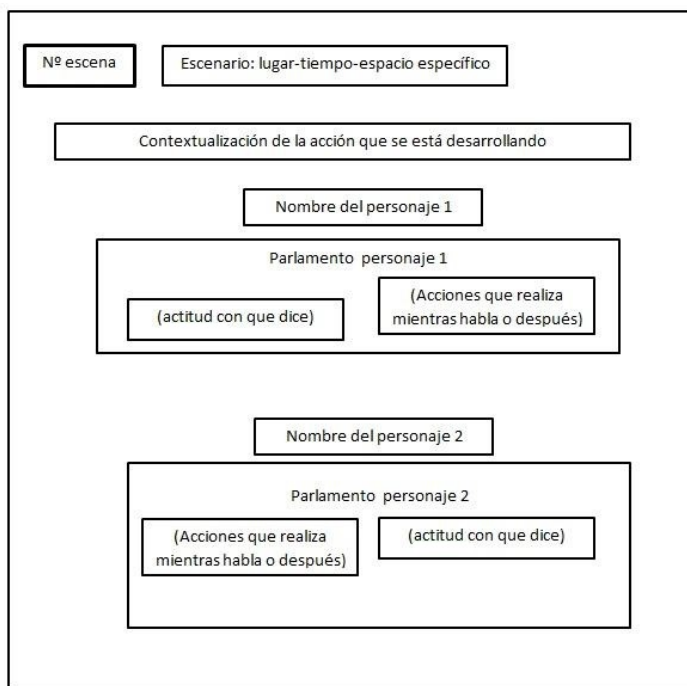 Nº escena
Escenario: lugar-tiempo-espacio específico
Contextualización de la acción que se está desarrollando
Nombre del personaje 1
Parlamento personaje 1
(actitud con que dice)
(Acciones que realiza
mientras habla o después)
Nombre del personaje 2
Parlamento personaje 2
(Acciones que realiza
mientras habla o después)
(actitud con que dice)